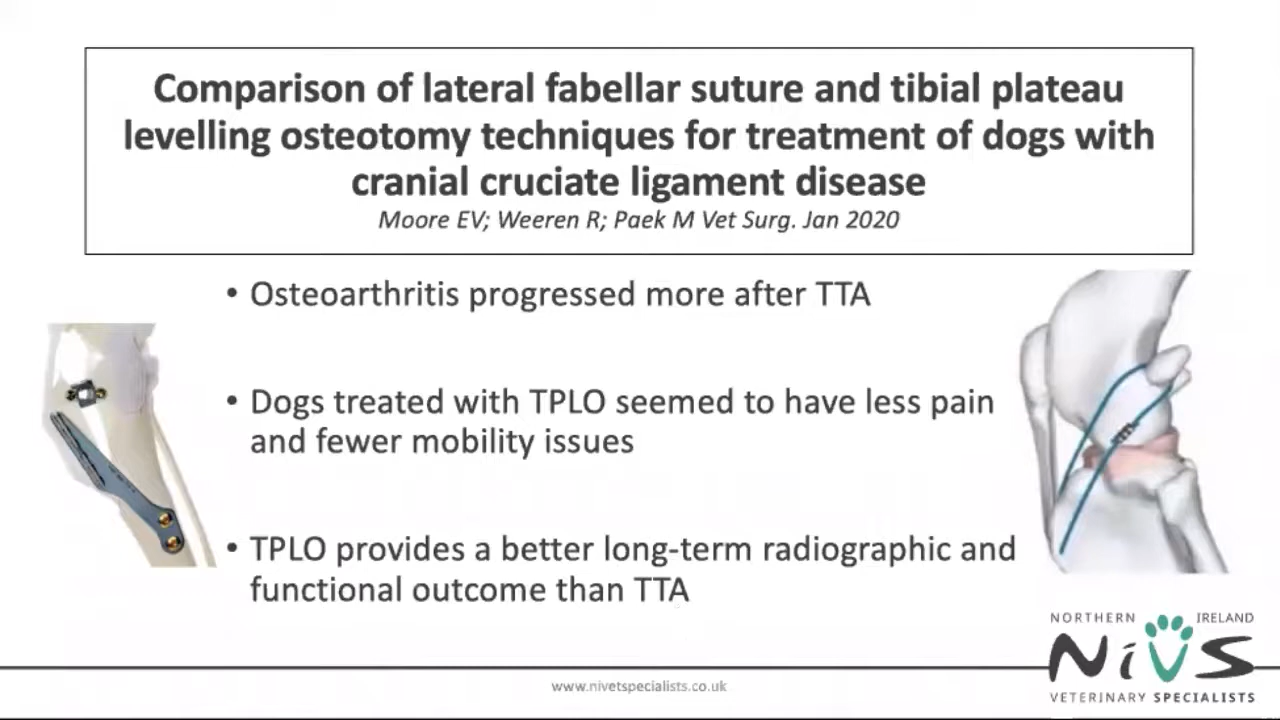 Comparison of lateral fabellar suture and tibial plateau
levelling osteotomy techniques for treatment of dogs with
cranial cruciate ligament disease
Moore EV; Weeren R; Paek M Vet Surg. Jan 2020
• Osteoarthritis progressed more after TTA
• Dogs treated with TPLO seemed to have less pain
and fewer mobility issues
• TPLO provides a better long-term radiographic and
functional outcome than TTA
NORTHERN IRELAND
NiVS
VETERINARY SPECIALISTS
www.nivetspecialists.co.uk